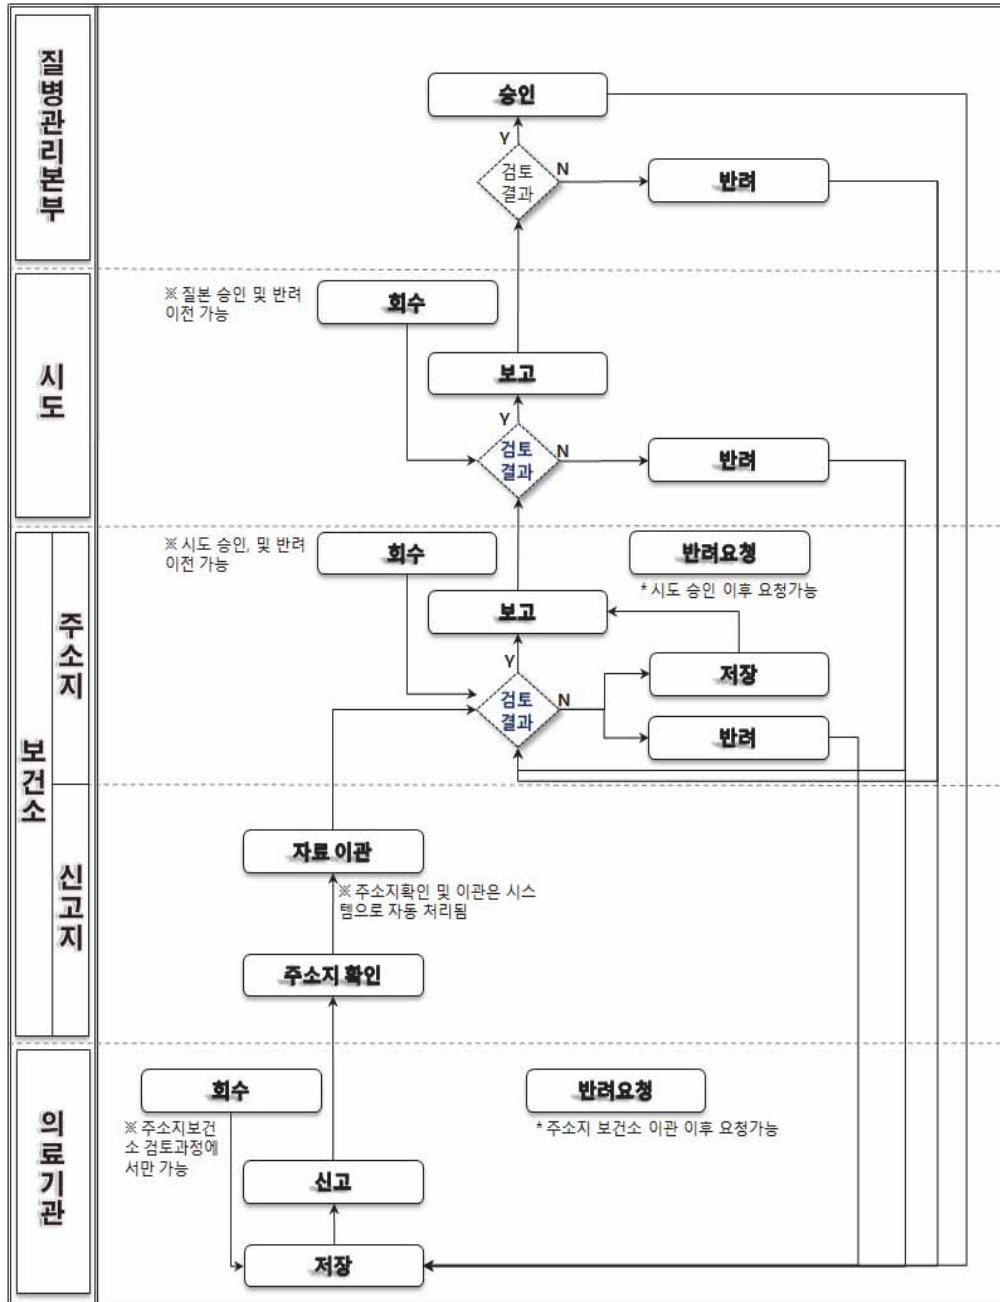 질병관리본부
승인
Y
검토
결과
N
반려
시도
※ 질본 승인 및 반려
이전 가능
회수
보고
Y
검토
결과
N
반려
보건소
주소지
※ 시도 승인, 및 반려
이전 가능
회수
반려요청
* 시도 승인 이후 요청가능
보고
Y
검토
결과
N
저장
반려
신고지
자료 이관
※ 주소지확인 및 이관은 시스
템으로 자동 처리됨
주소지 확인
의료기관
회수
※ 주소지보건
소 검토과정에
서만 가능
반려요청
* 주소지 보건소 이관 이후 요청가능
신고
저장